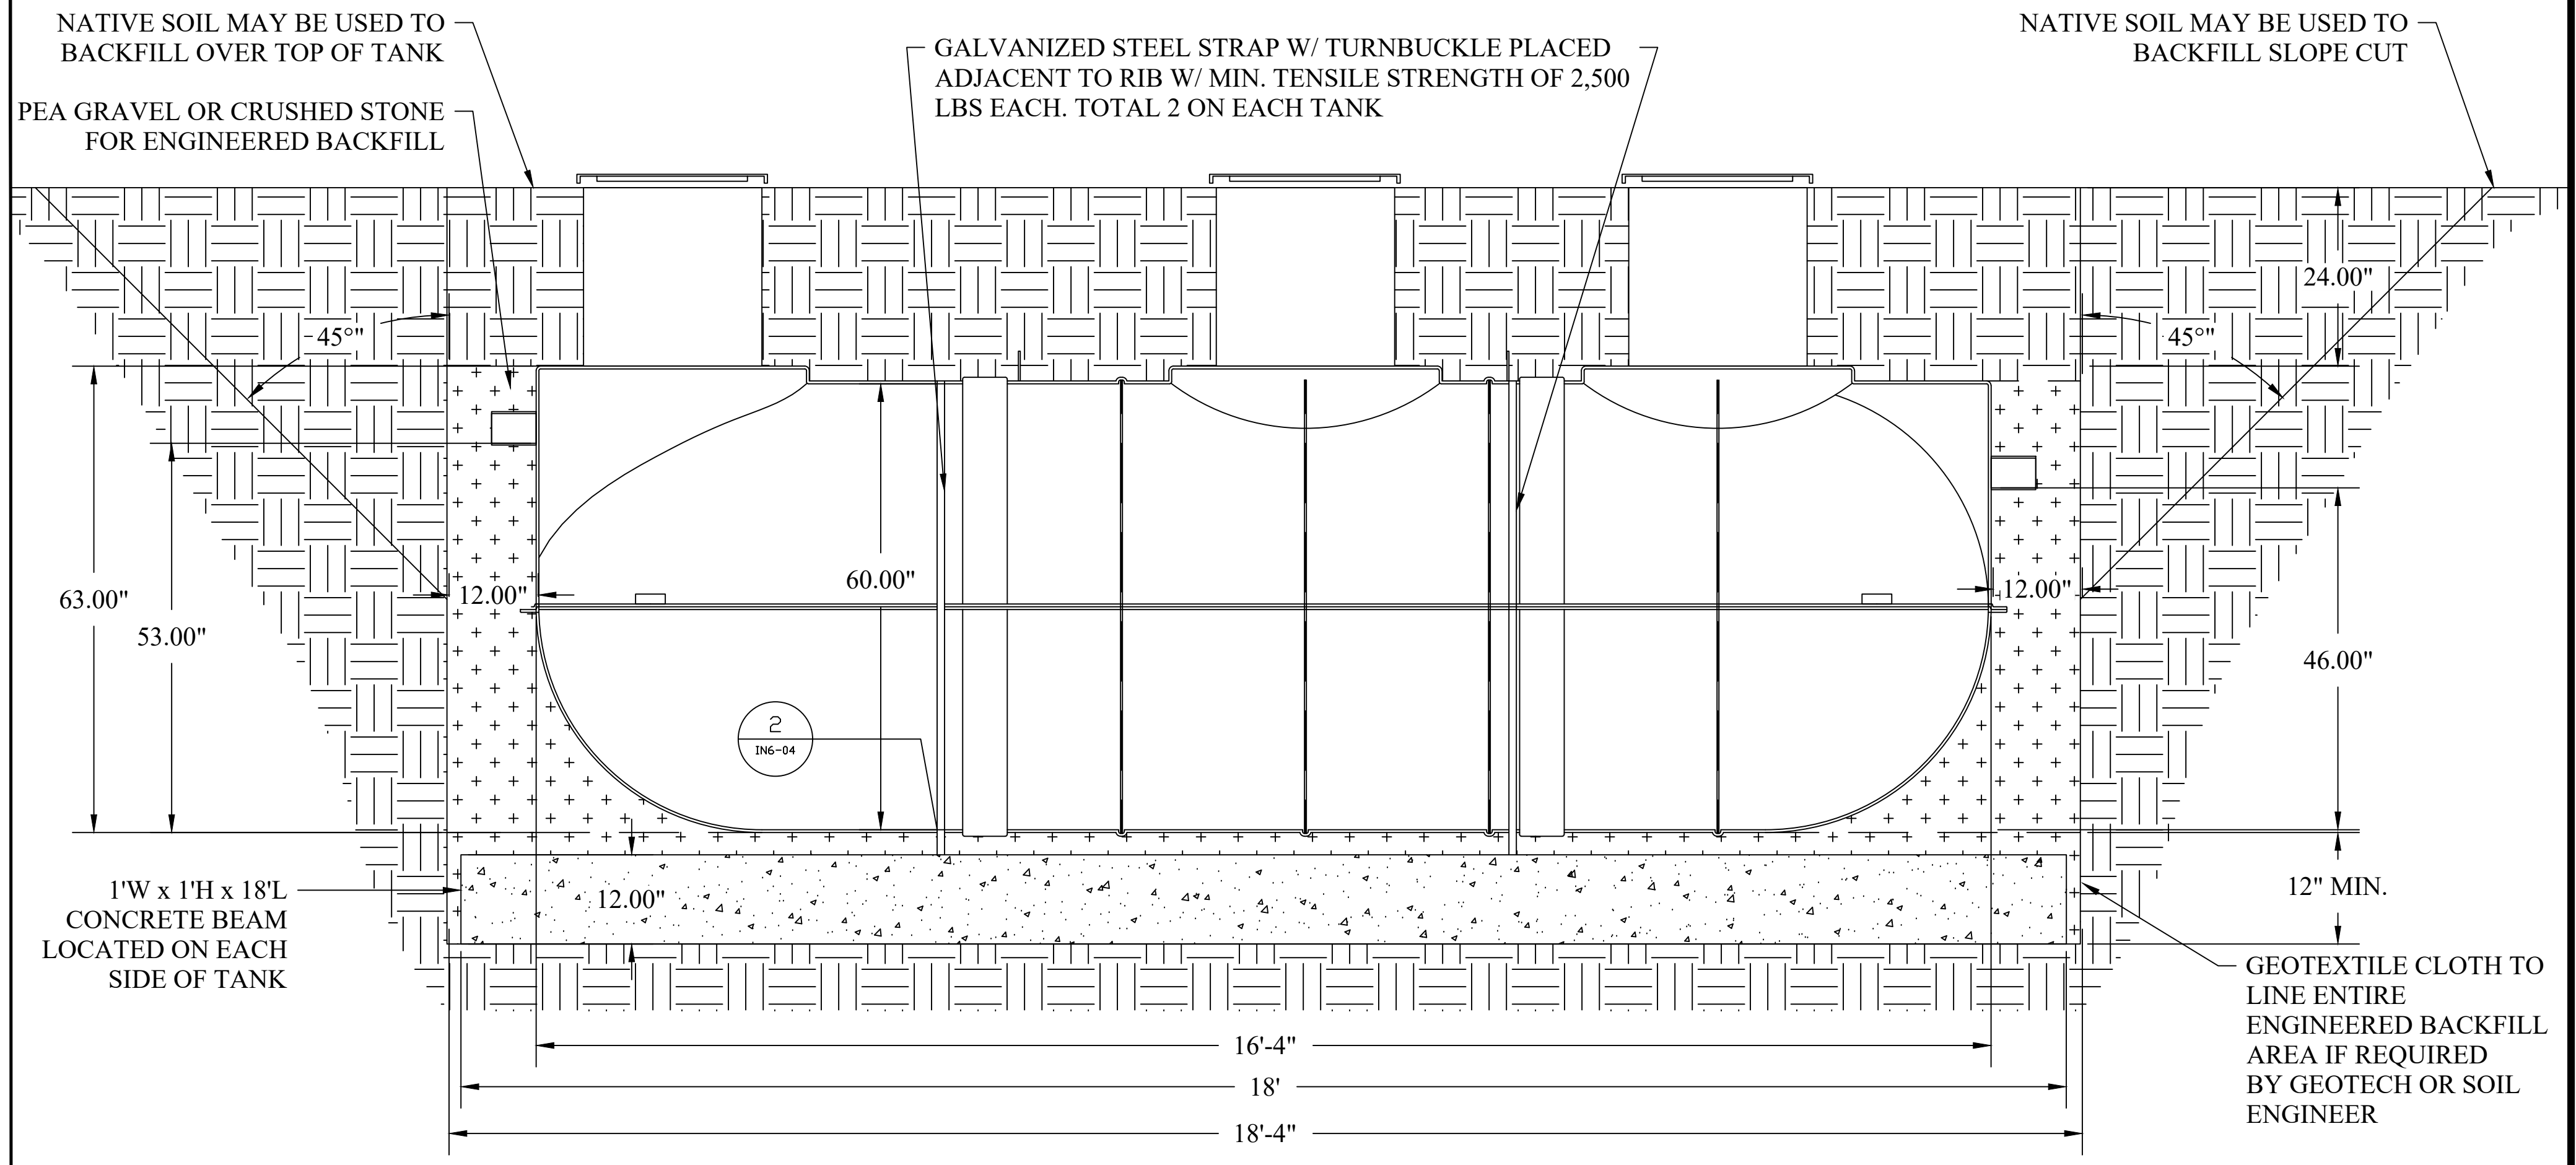 NATIVE SOIL MAY BE USED TO
BACKFILL OVER TOP OF TANK
PEA GRAVEL OR CRUSHED STONE
FOR ENGINEERED BACKFILL
GALVANIZED STEEL STRAP W/ TURNBUCKLE PLACED
ADJACENT TO RIB W/ MIN. TENSILE STRENGTH OF 2,500
LBS EACH. TOTAL 2 ON EACH TANK
NATIVE SOIL MAY BE USED TO
BACKFILL SLOPE CUT
24.00"
45°"
45°"
63.00"
53.00"
12.00"
60.00"
12.00"
46.00"
2
IN6-04
1'W x 1'H x 18'L
CONCRETE BEAM
LOCATED ON EACH
SIDE OF TANK
12.00"
12" MIN.
GEOTEXTILE CLOTH TO
LINE ENTIRE
ENGINEERED BACKFILL
AREA IF REQUIRED
BY GEOTECH OR SOIL
ENGINEER
16'-4"
18'
18'-4"